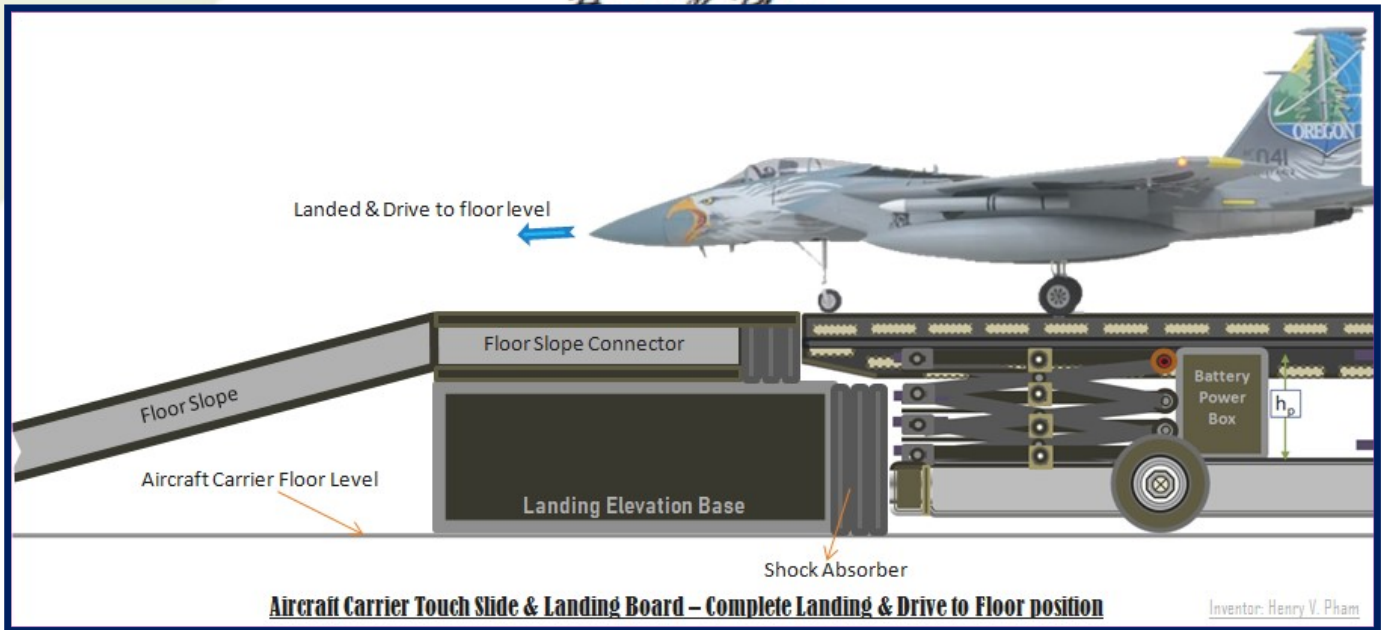 OREGON
041
Landed & Drive to floor level
Floor Slope Connector
Battery
Power
Box
h_p
Floor Slope
Aircraft Carrier Floor Level
Landing Elevation Base
Shock Absorber
Aircraft Carrier Touch Slide & Landing Board – Complete Landing & Drive to Floor position
Inventor: Henry V. Pham